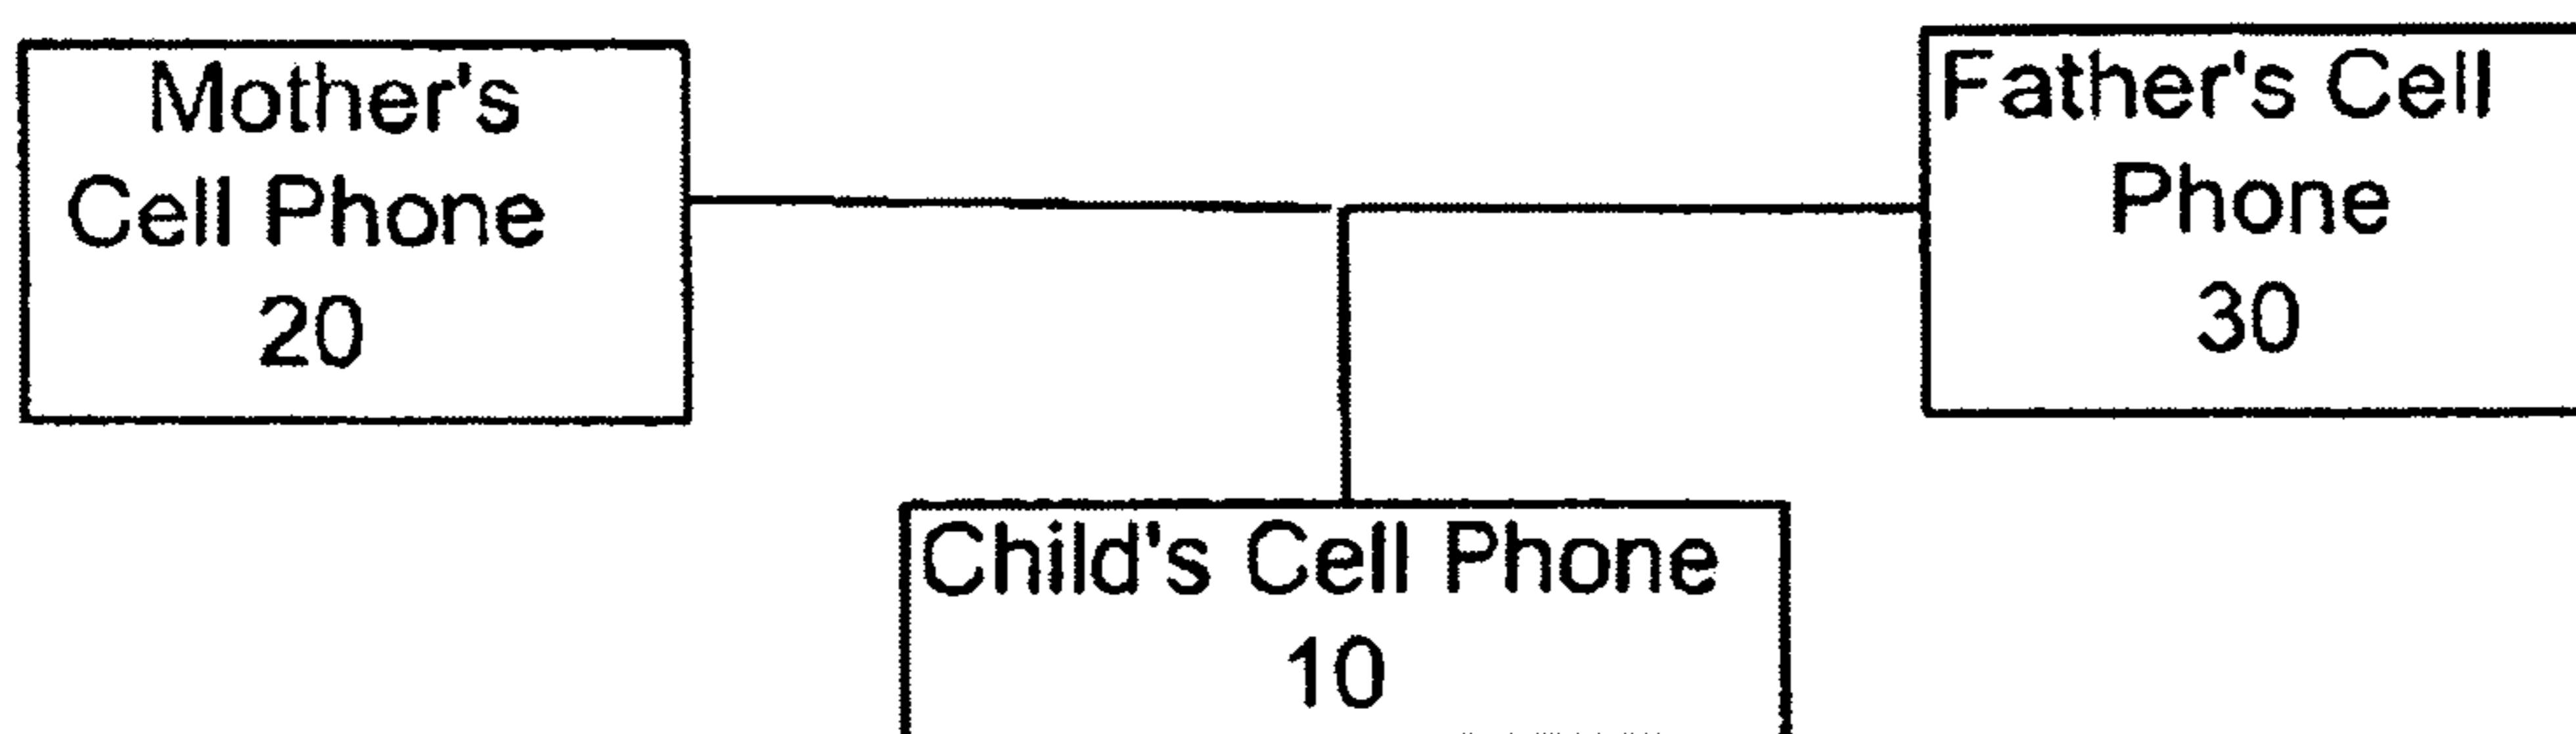 Mother's
Cell Phone
20
Father's Cell
Phone
30
Child's Cell Phone
10